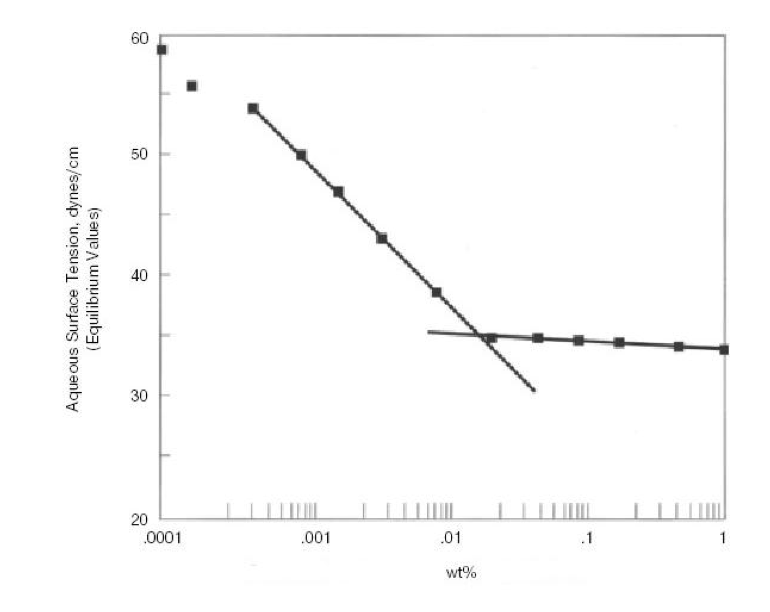 60
50
40
30
20
Aqueous Surface Tension, dynes/cm
(Equilibrium Values)
.0001 .001 .01 .1 1
wt%